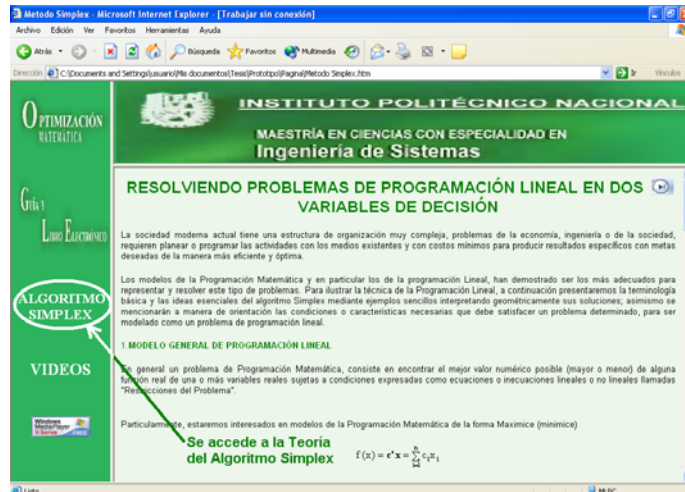 Metodo Simplex - Microsoft Internet Explorer - [Trabajar sin conexión]
Archivo Edición Ver Favoritos Herramientas Ayuda
Atrás Búsqueda Favoritos Multimedia
Dirección C:\Documents and Settings\usuario\Mis documentos\Tesis\Prototipo\Pagina\Metodo Simplex.htm Ir Vínculos
OPTIMIZACIÓN
MATEMÁTICA
GUÍA Y
LIBRO ELECTRÓNICO
ALGORITMO
SIMPLEX
VIDEOS
Windows
Media Player
9 Series FREE
INSTITUTO POLITÉCNICO NACIONAL
MAESTRÍA EN CIENCIAS CON ESPECIALIDAD EN
Ingeniería de Sistemas
RESOLVIENDO PROBLEMAS DE PROGRAMACIÓN LINEAL EN DOS
VARIABLES DE DECISIÓN
La sociedad moderna actual tiene una estructura de organización muy compleja, problemas de la economía, ingeniería o de la sociedad,
requieren planear o programar las actividades con los medios existentes y con costos mínimos para producir resultados específicos con metas
deseadas de la manera más eficiente y óptima.
Los modelos de la Programación Matemática y en particular los de la programación Lineal, han demostrado ser los más adecuados para
representar y resolver este tipo de problemas. Para ilustrar la técnica de la Programación Lineal, a continuación presentaremos la terminología
básica y las ideas esenciales del algoritmo Simplex mediante ejemplos sencillos interpretando geométricamente sus soluciones; asimismo se
mencionarán a manera de orientación las condiciones o características necesarias que debe satisfacer un problema determinado, para ser
modelado como un problema de programación lineal.
1.MODELO GENERAL DE PROGRAMACIÓN LINEAL
En general un problema de Programación Matemática, consiste en encontrar el mejor valor numérico posible (mayor o menor) de alguna
función real de una o más variables reales sujetas a condiciones expresadas como ecuaciones o inecuaciones lineales o no lineales llamadas
"Restricciones del Problema".
Particularmente, estaremos interesados en modelos de la Programación Matemática de la forma Maximice (minimice)
Se accede a la Teoría
del Algoritmo Simplex
f(x) = c'x = ∑ cᵢxᵢ
Listo Mi PC